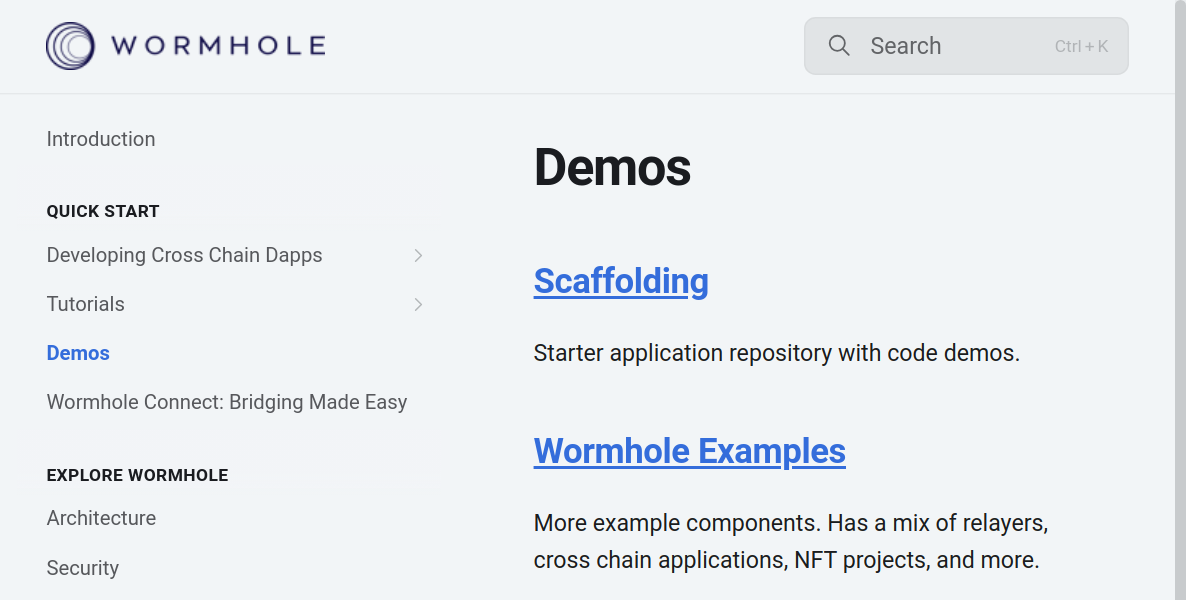 WORMHOLE
Search
Ctrl + K
Introduction
QUICK START
Developing Cross Chain Dapps
Tutorials
Demos
Wormhole Connect: Bridging Made Easy
EXPLORE WORMHOLE
Architecture
Security
Demos
Scaffolding
Starter application repository with code demos.
Wormhole Examples
More example components. Has a mix of relayers,
cross chain applications, NFT projects, and more.